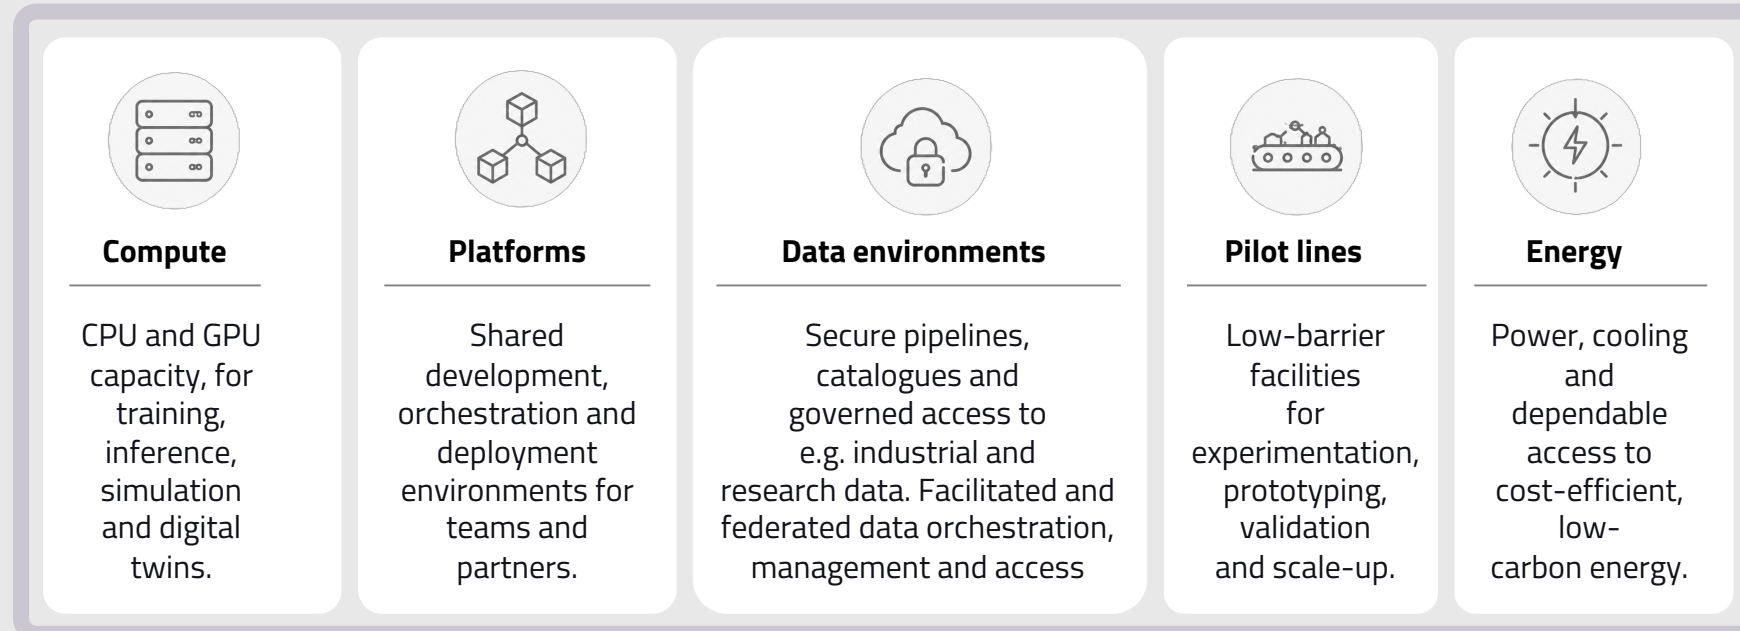 Compute
CPU and GPU
capacity, for
training,
inference,
simulation
and digital
twins.
Platforms
Shared
development,
orchestration and
deployment
environments for
teams and
partners.
Data environments
Secure pipelines,
catalogues and
governed access to
e.g. industrial and
research data. Facilitated and
federated data orchestration,
management and access
Pilot lines
Low-barrier
facilities
for
experimentation,
prototyping,
validation
and scale-up.
Energy
Power, cooling
and
dependable
access to
cost-efficient,
low-
carbon energy.